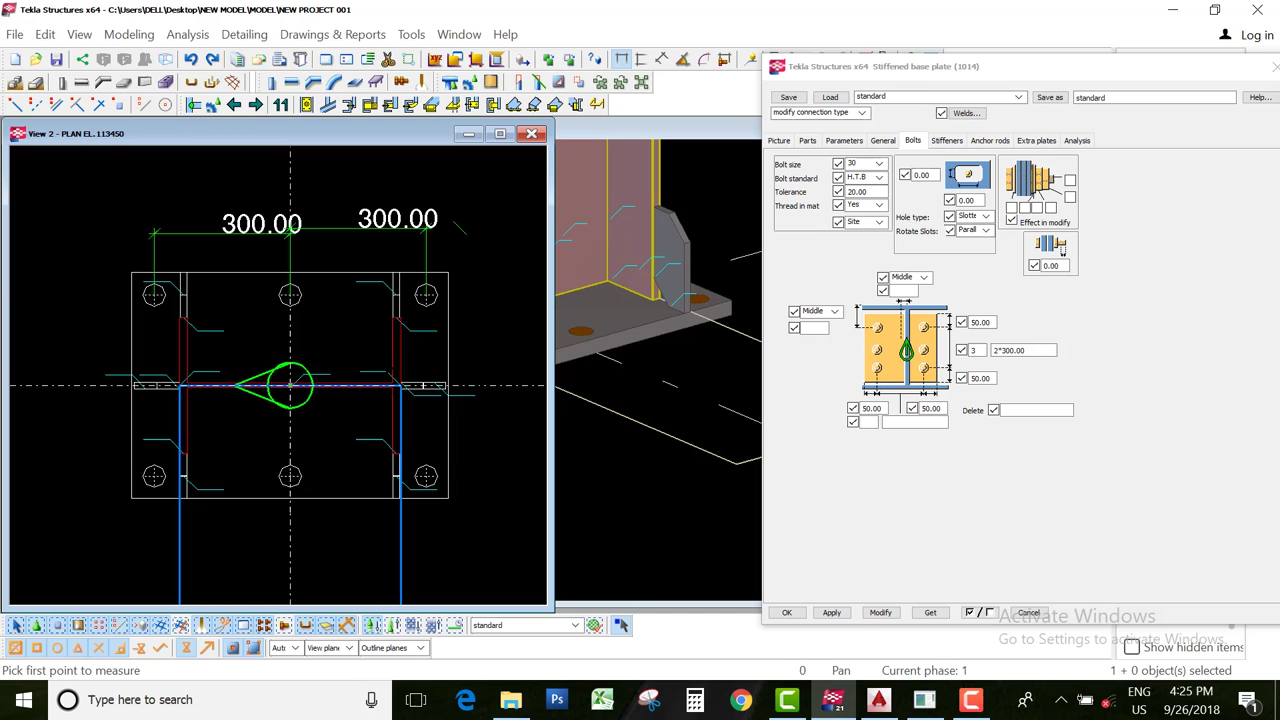 Tekla Structures x64 - C:\Users\DELL\Desktop\NEW MODEL\MODEL\NEW PROJECT 001
File Edit View Modeling Analysis Detailing Drawings & Reports Tools Window Help
Log in
Tekla Structures x64 Stiffened base plate (1014)
Save Load standard Save as standard Help...
modify connection type Welds...
View 2 - PLAN EL.113450
Picture Parts Parameters General Bolts Stiffeners Anchor rods Extra plates Analysis
Bolt size 30
Bolt standard H.T.B
Tolerance 20.00
Thread in mat Yes
Site
0.00
0.00
Hole type: Slotte
Rotate Slots: Parall
Effect in modify
0.00
300.00 300.00
Middle
Middle
50.00
3 2*300.00
50.00
50.00 50.00
Delete
OK Apply Modify Get Cancel
Activate Windows
Go to Settings to activate Windows.
standard
Show hidden items
Auto View plane Outline planes
Pick first point to measure 0 Pan Current phase: 1 1 + 0 object(s) selected
Type here to search
21
ENG
US
4:25 PM
9/26/2018
1